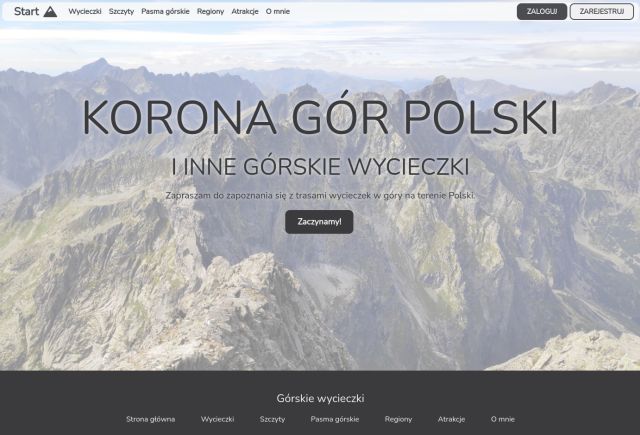 Start Wycieczki Szczyty Pasma górskie Regiony Atrakcje O mnie ZALOGUJ ZAREJESTRUJ
KORONA GÓR POLSKI
I INNE GÓRSKIE WYCIECZKI
Zapraszam do zapoznania się z trasami wycieczek w góry na terenie Polski.
Zaczynamy!
Górskie wycieczki
Strona główna Wycieczki Szczyty Pasma górskie Regiony Atrakcje O mnie